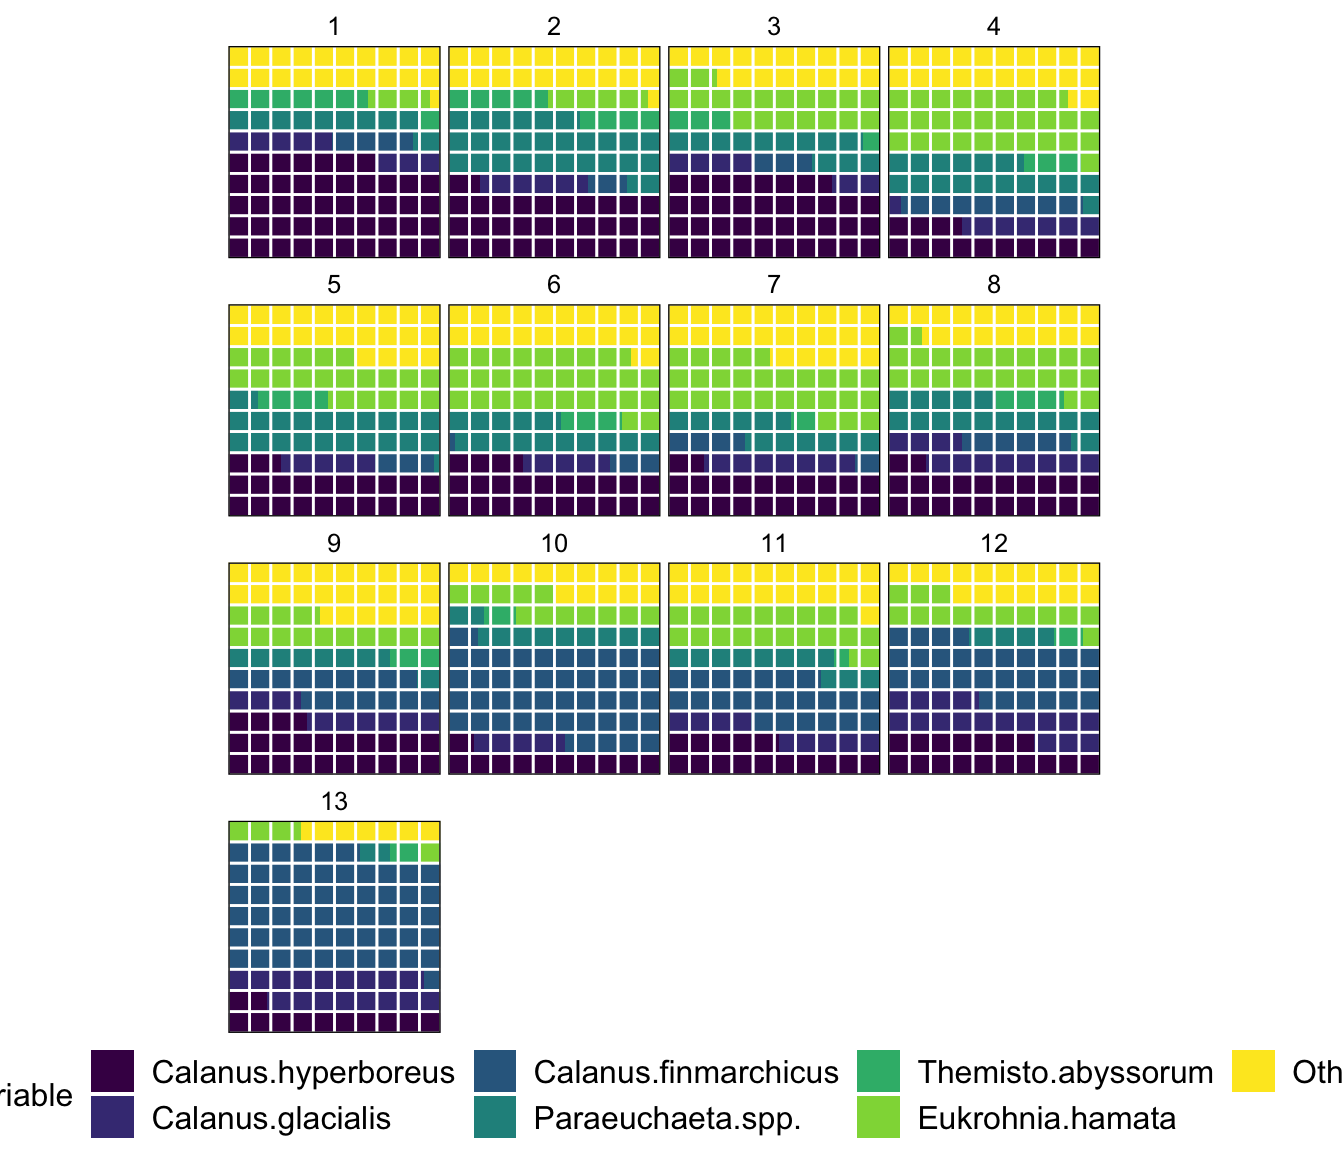 1 2 3 4
5 6 7 8
9 10 11 12
13
Calanus.hyperboreus Calanus.finmarchicus Themisto.abyssorum Oth
riable
Calanus.glacialis Paraeuchaeta.spp. Eukrohnia.hamata